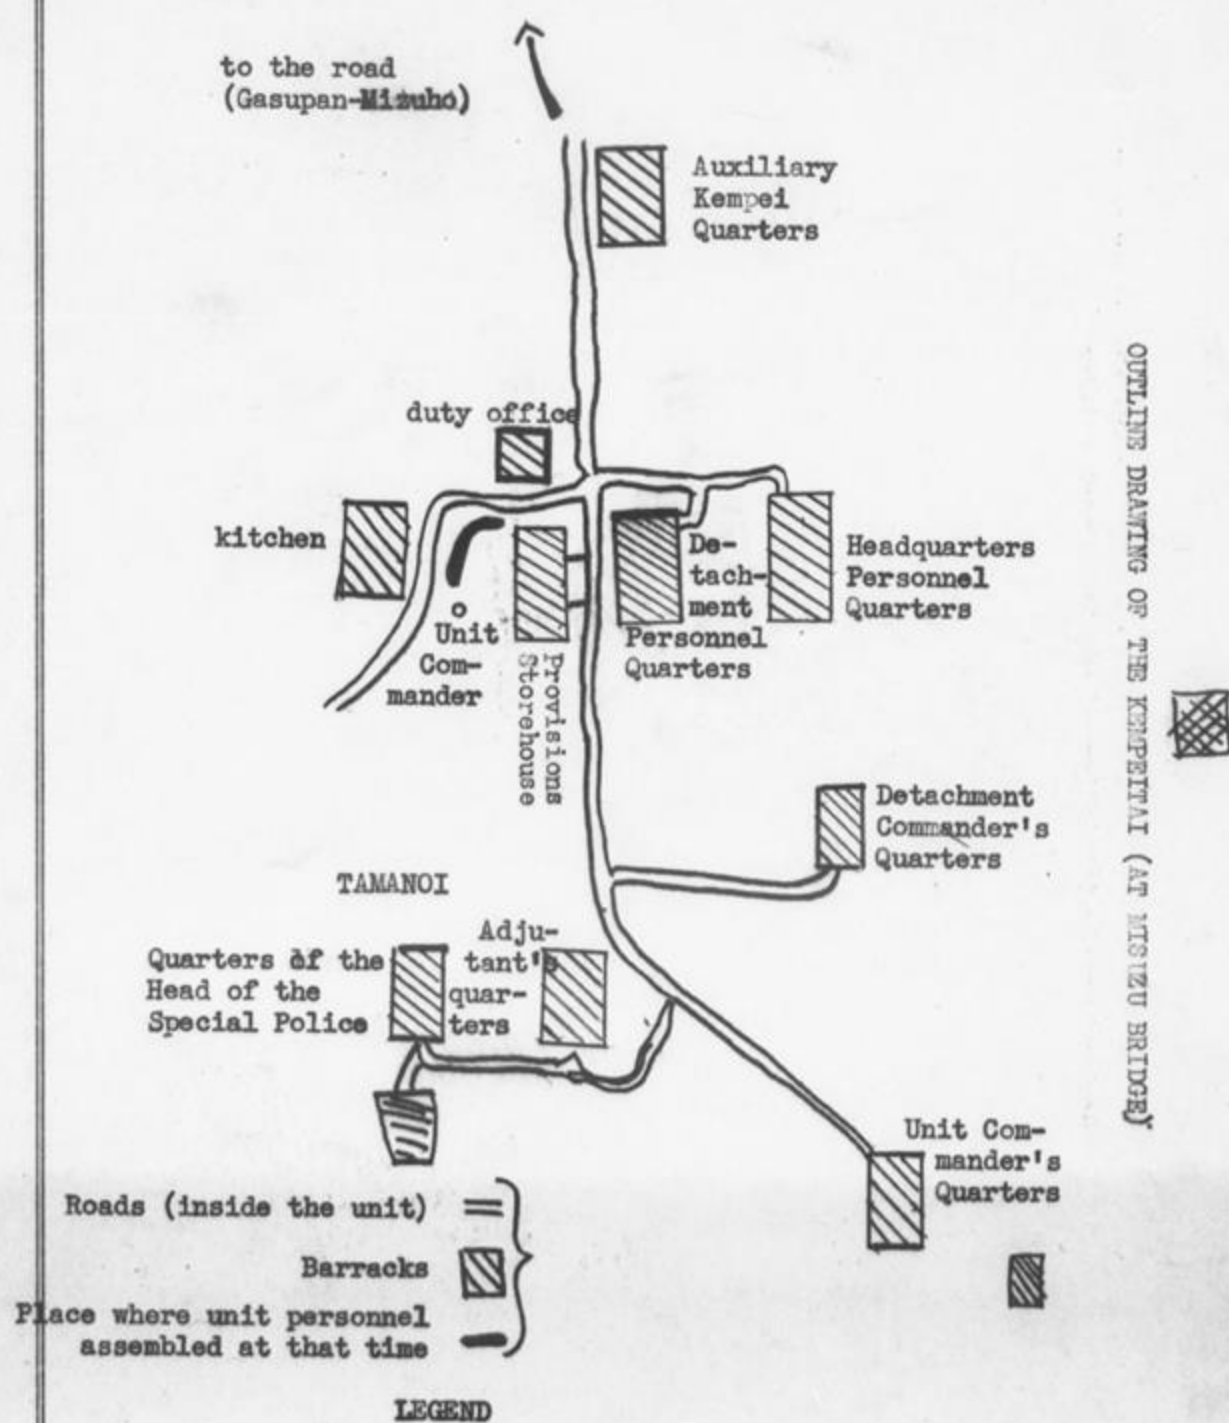 to the road
(Gasupan-Mizuho)
Auxiliary
Kempei
Quarters
duty office
kitchen
De-
tach-
ment
Personnel
Quarters
Headquarters
Personnel
Quarters
Unit
Com-
mander
Provisions
Storehouse
OUTLINE DRAWING OF THE KEMPEITAI (AT MISUZU BRIDGE)
Detachment
Commander's
Quarters
TAMANOI
Quarters of the
Head of the
Special Police
Adju-
tant's
quar-
ters
Unit Com-
mander's
Quarters
Roads (inside the unit)
Barracks
Place where unit personnel
assembled at that time
LEGEND